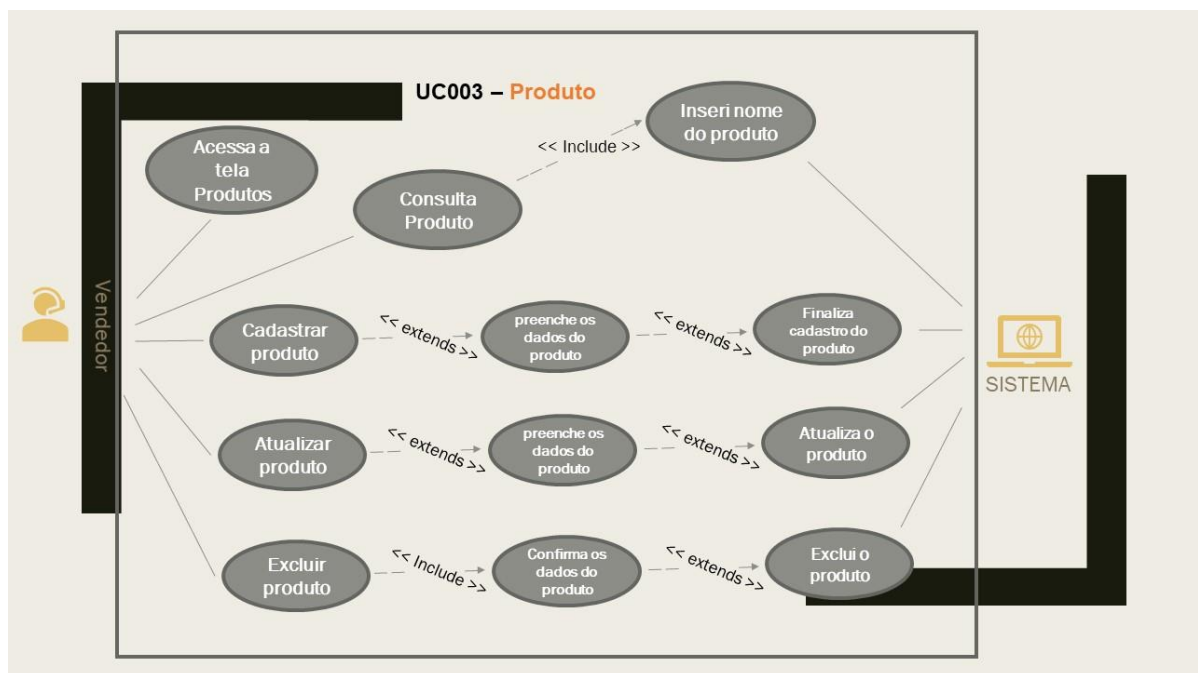 UC003 – Produto
Acessa a
tela
Produtos
Consulta
Produto
<< Include >>
Inseri nome
do produto
Vendedor
Cadastrar
produto
<< extends >>
preenche os
dados do
produto
<< extends >>
Finaliza
cadastro do
produto
SISTEMA
Atualizar
produto
<< extends >>
preenche os
dados do
produto
<< extends >>
Atualiza o
produto
Excluir
produto
<< Include >>
Confirma os
dados do
produto
<< extends >>
Exclui o
produto